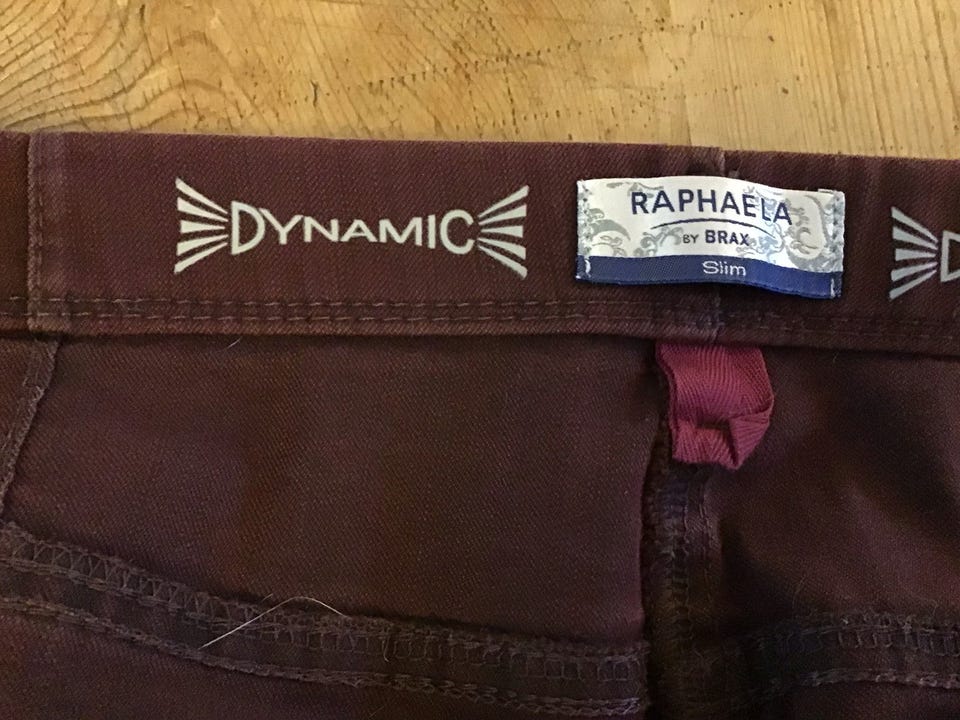 DYNAMIC
RAPHAELA
BY BRAX
Slim